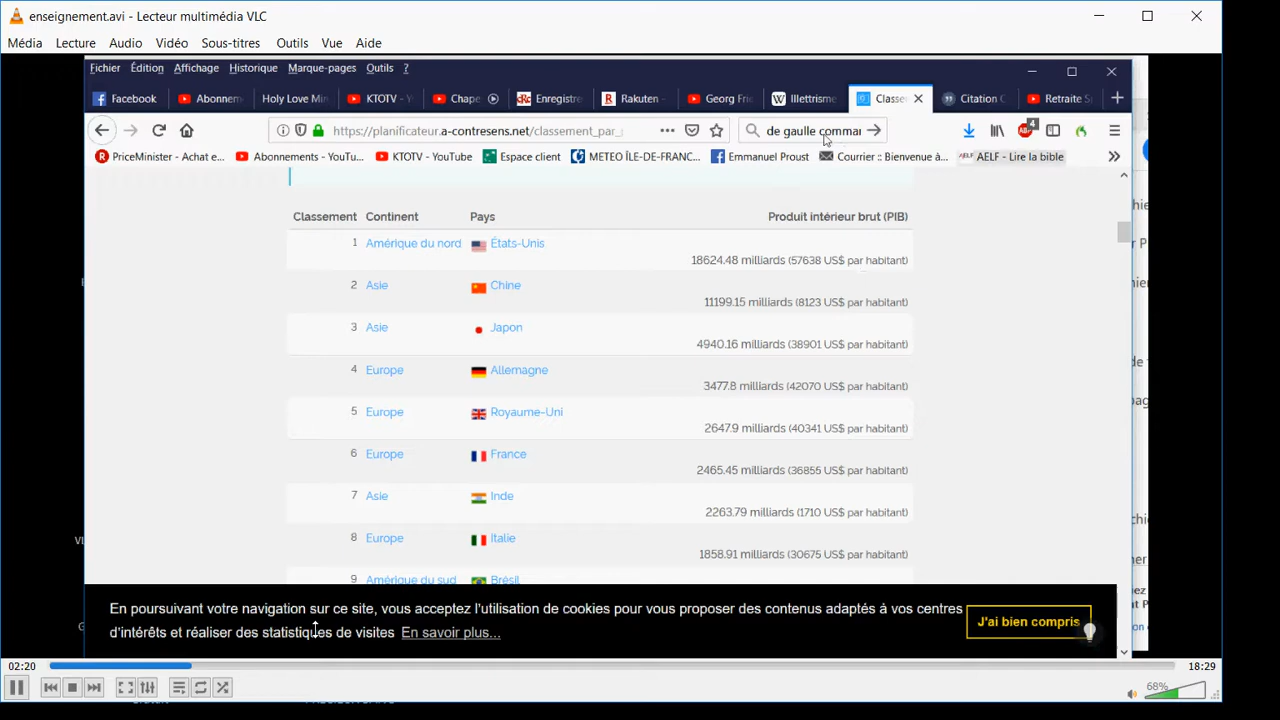 enseignement.avi - Lecteur multimédia VLC
Média Lecture Audio Vidéo Sous-titres Outils Vue Aide
Fichier Édition Affichage Historique Marque-pages Outils ?
Facebook Abonnem Holy Love Min KTOTV - Y Chape Enregistre Rakuten - Georg Frie Illettrisme Classe Citation C Retraite S
https://planificateur.a-contresens.net/classement_par_ de gaulle comman 4
PriceMinister - Achat e... Abonnements - YouTu... KTOTV - YouTube Espace client METEO ÎLE-DE-FRANC... Emmanuel Proust Courrier :: Bienvenue à... AELF - Lire la bible
Classement Continent Pays Produit intérieur brut (PIB)
1 Amérique du nord États-Unis
18624.48 milliards (57638 US$ par habitant)
2 Asie Chine
11199.15 milliards (8123 US$ par habitant)
3 Asie Japon
4940.16 milliards (38901 US$ par habitant)
4 Europe Allemagne
3477.8 milliards (42070 US$ par habitant)
5 Europe Royaume-Uni
2647.9 milliards (40341 US$ par habitant)
6 Europe France
2465.45 milliards (36855 US$ par habitant)
7 Asie Inde
2263.79 milliards (1710 US$ par habitant)
8 Europe Italie
1858.91 milliards (30675 US$ par habitant)
9 Amérique du sud Brésil
En poursuivant votre navigation sur ce site, vous acceptez l'utilisation de cookies pour vous proposer des contenus adaptés à vos centres
d'intérêts et réaliser des statistiques de visites En savoir plus...
J'ai bien compris
02:20 18:29
68%